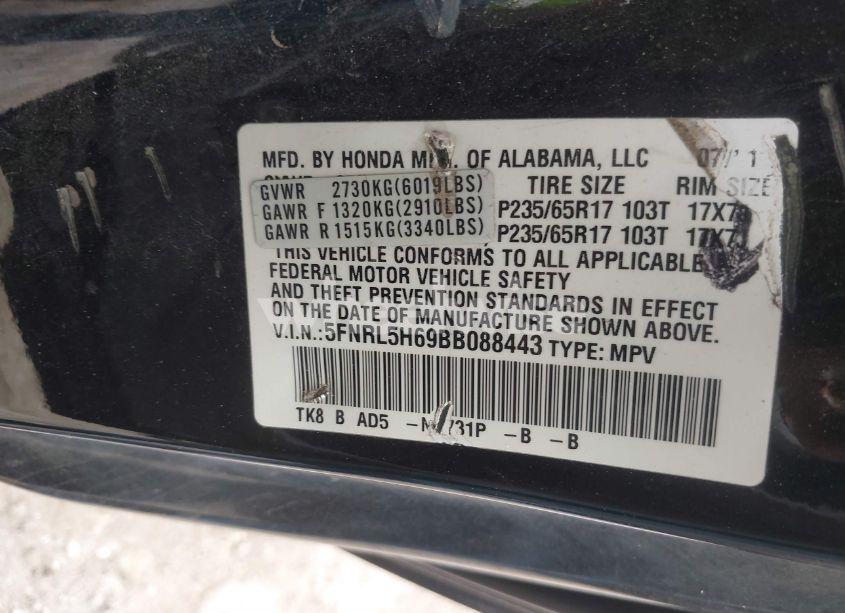 MFD. BY HONDA OF ALABAMA, LLC
GVWR 2730KG(6019LBS) TIRE SIZE RIM SIZE
GAWR F 1320KG(2910LBS) P235/65R17 103T
GAWR R 1515KG(3340LBS) P235/65R17 103T
THIS VEHICLE CONFORMS TO ALL APPLICABLE
FEDERAL MOTOR VEHICLE SAFETY
AND THEFT PREVENTION STANDARDS IN EFFECT
ON THE DATE OF MANUFACTURE SHOWN ABOVE.
V.I.N.:5FNRL5H69BB088443 TYPE: MPV
TK8 B AD5 -B -B